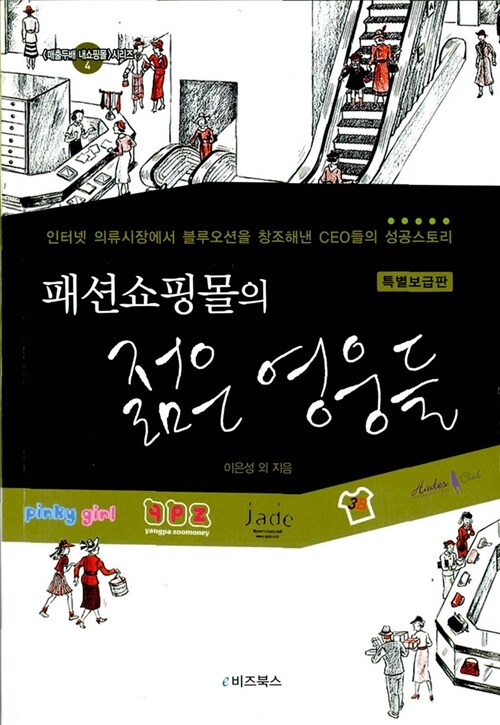 <매출두배 내쇼핑몰> 시리즈
4
인터넷 의류시장에서 블루오션을 창조해낸 CEO들의 성공스토리
특별보급판
패션쇼핑몰의
젊은 영웅들
이은성 외 지음
pinky girl
ypz
yangpa zoomoney
jade
3B
Hades Club
e비즈북스